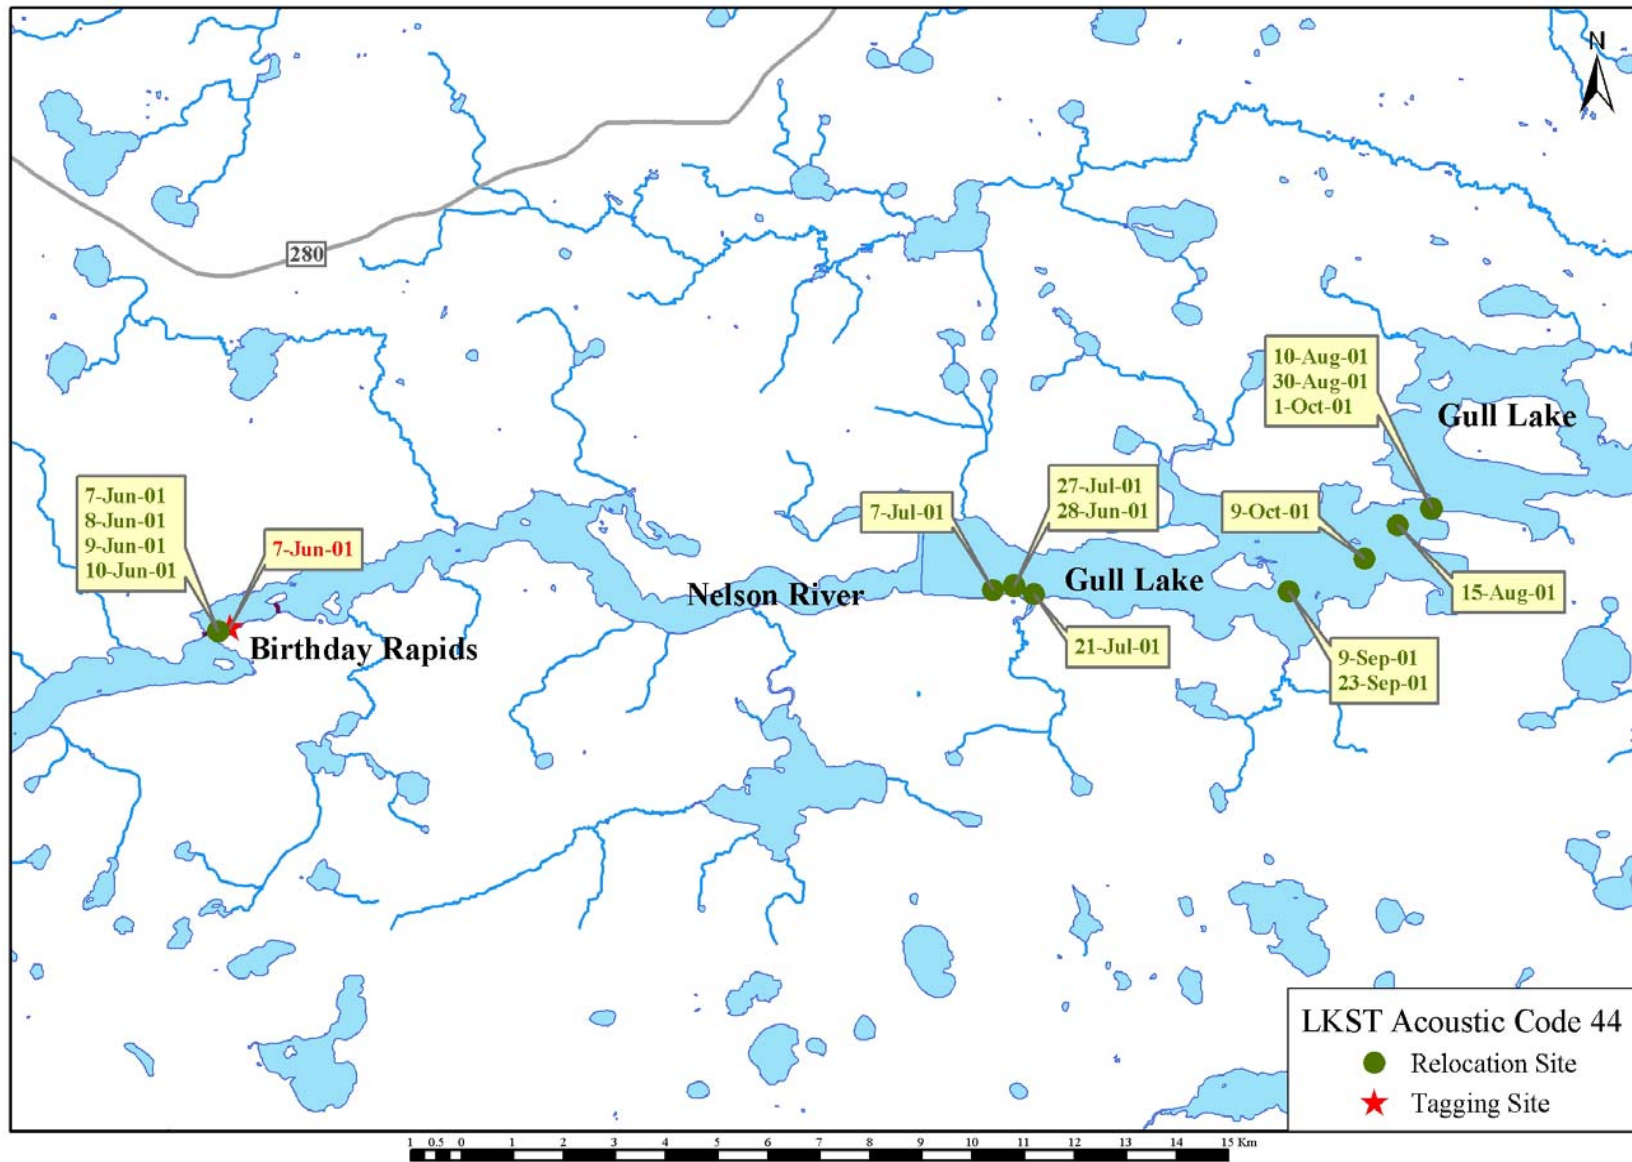 N
280
10-Aug-01
30-Aug-01
1-Oct-01
Gull Lake
7-Jun-01
8-Jun-01
9-Jun-01
10-Jun-01
7-Jun-01
7-Jul-01
27-Jul-01
28-Jun-01
9-Oct-01
15-Aug-01
Nelson River
Gull Lake
Birthday Rapids
21-Jul-01
9-Sep-01
23-Sep-01
LKST Acoustic Code 44
Relocation Site
Tagging Site
1 0.5 0 1 2 3 4 5 6 7 8 9 10 11 12 13 14 15 Km